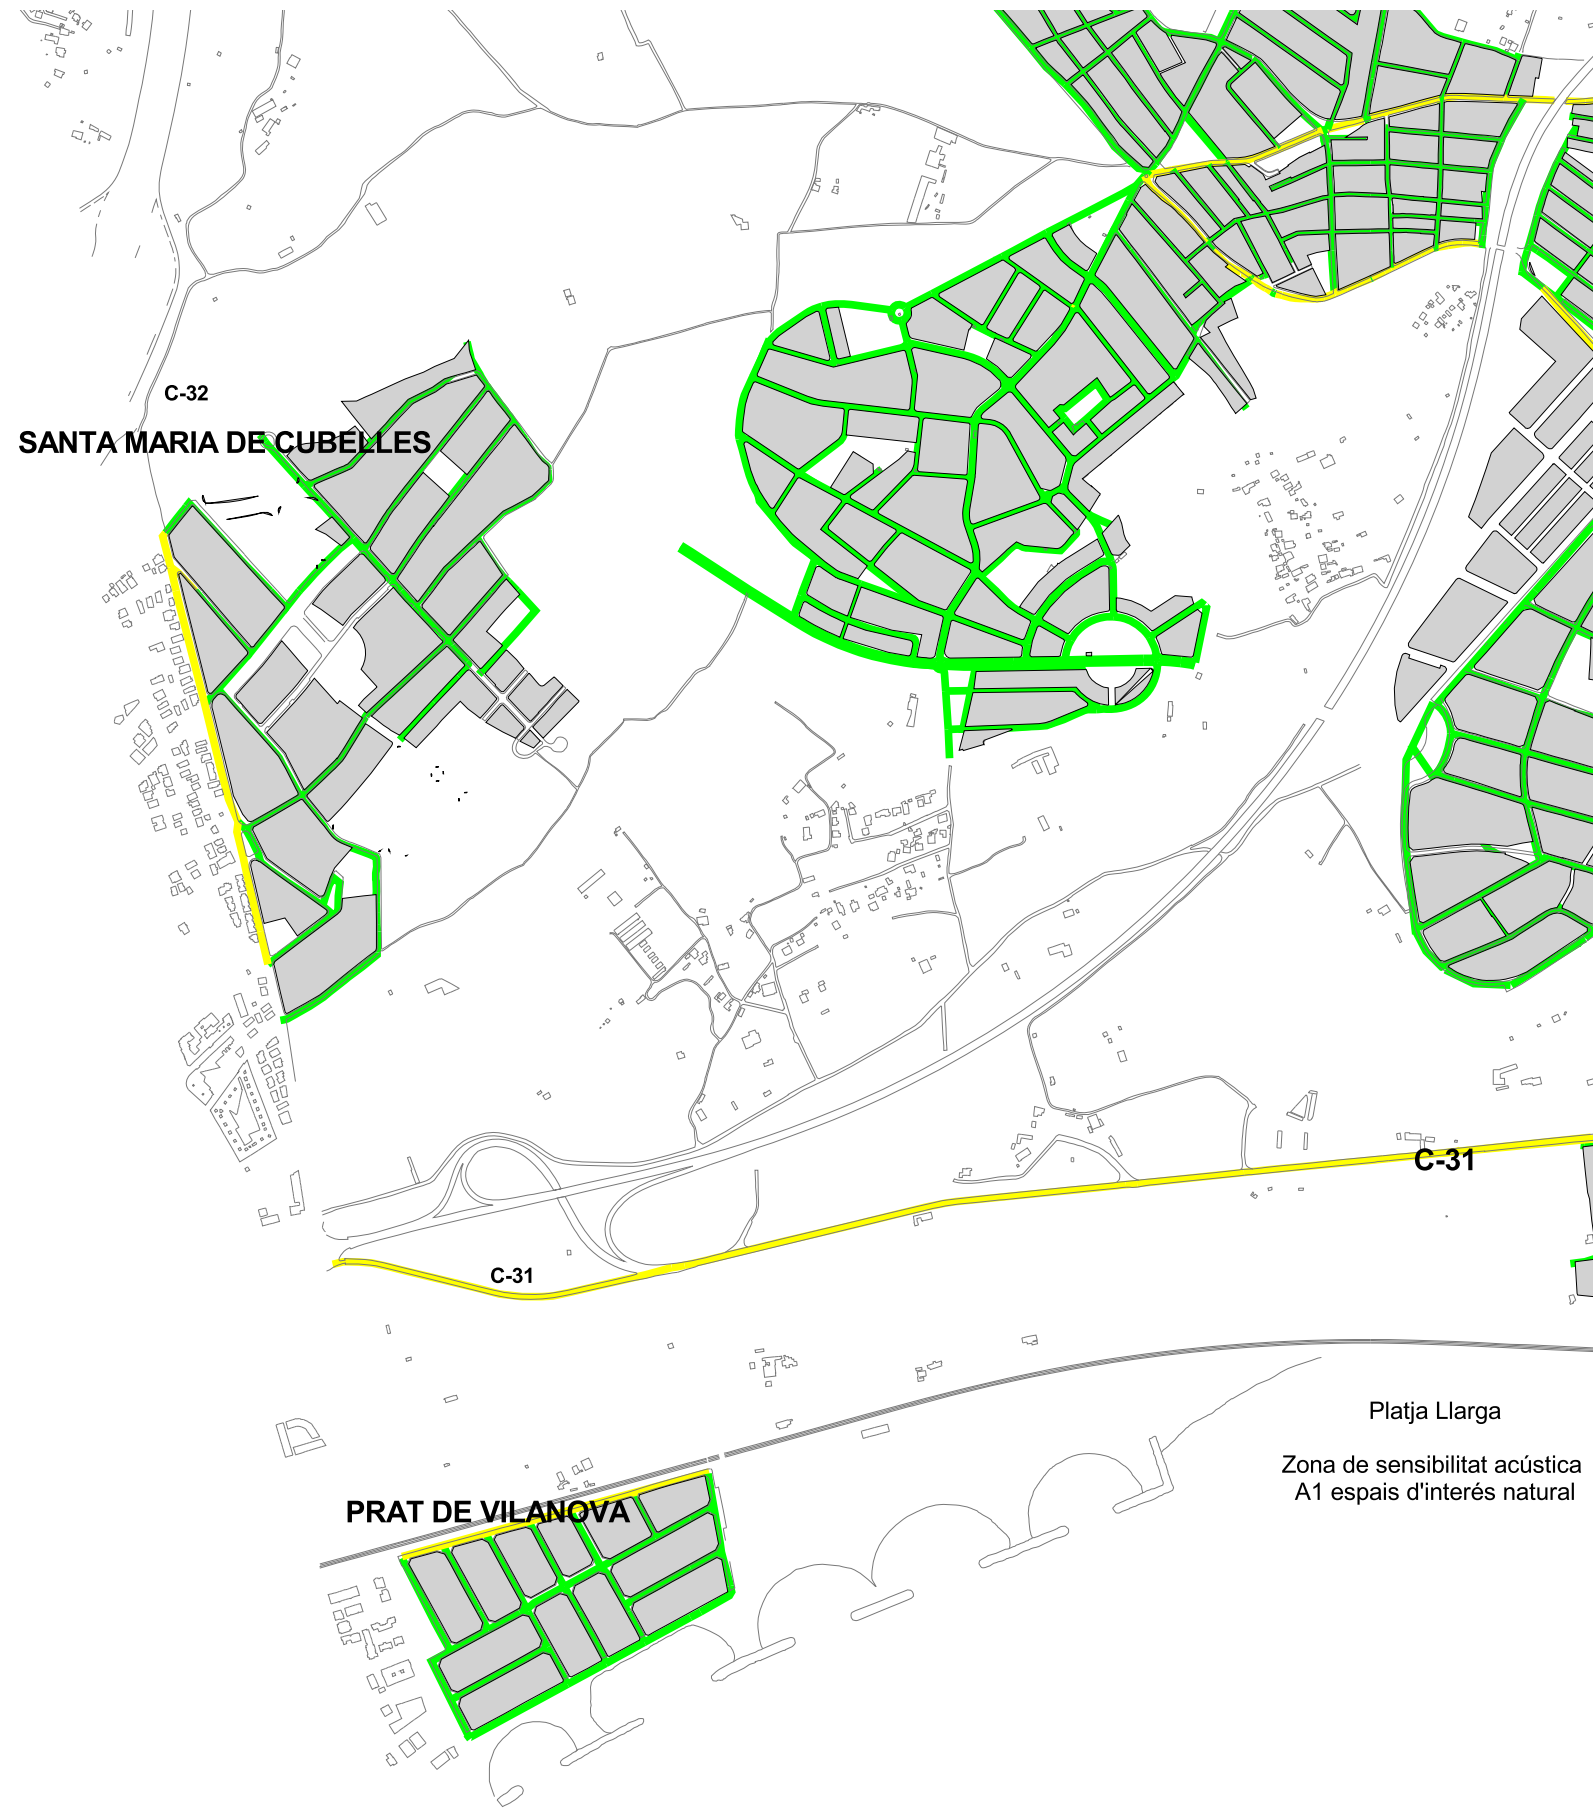 C-32
SANTA MARIA DE CUBELLES
C-31
C-31
Platja Llarga
Zona de sensibilitat acústica
A1 espais d'interés natural
PRAT DE VILANOVA